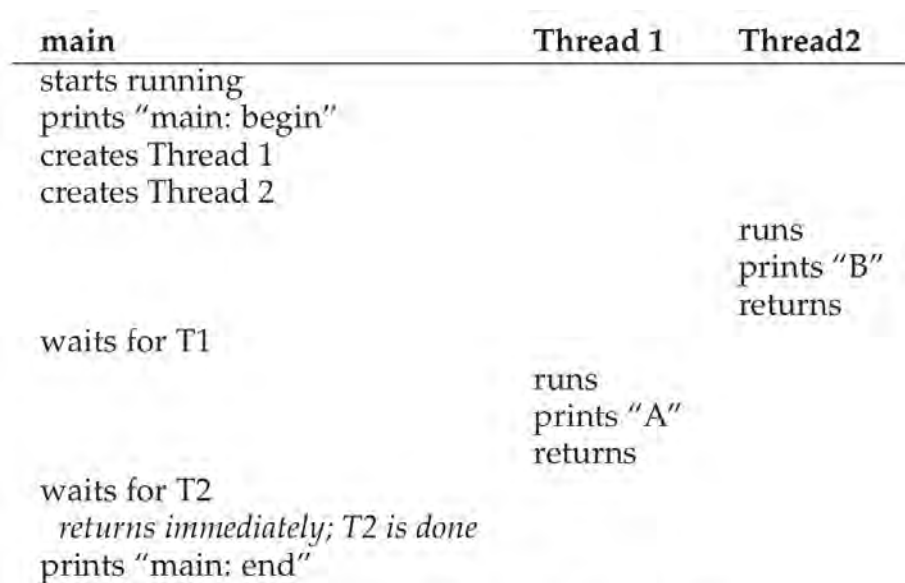 main Thread 1 Thread2
starts running
prints "main: begin"
creates Thread 1
creates Thread 2
runs
prints "B"
returns
waits for T1
runs
prints "A"
returns
waits for T2
returns immediately; T2 is done
prints "main: end"